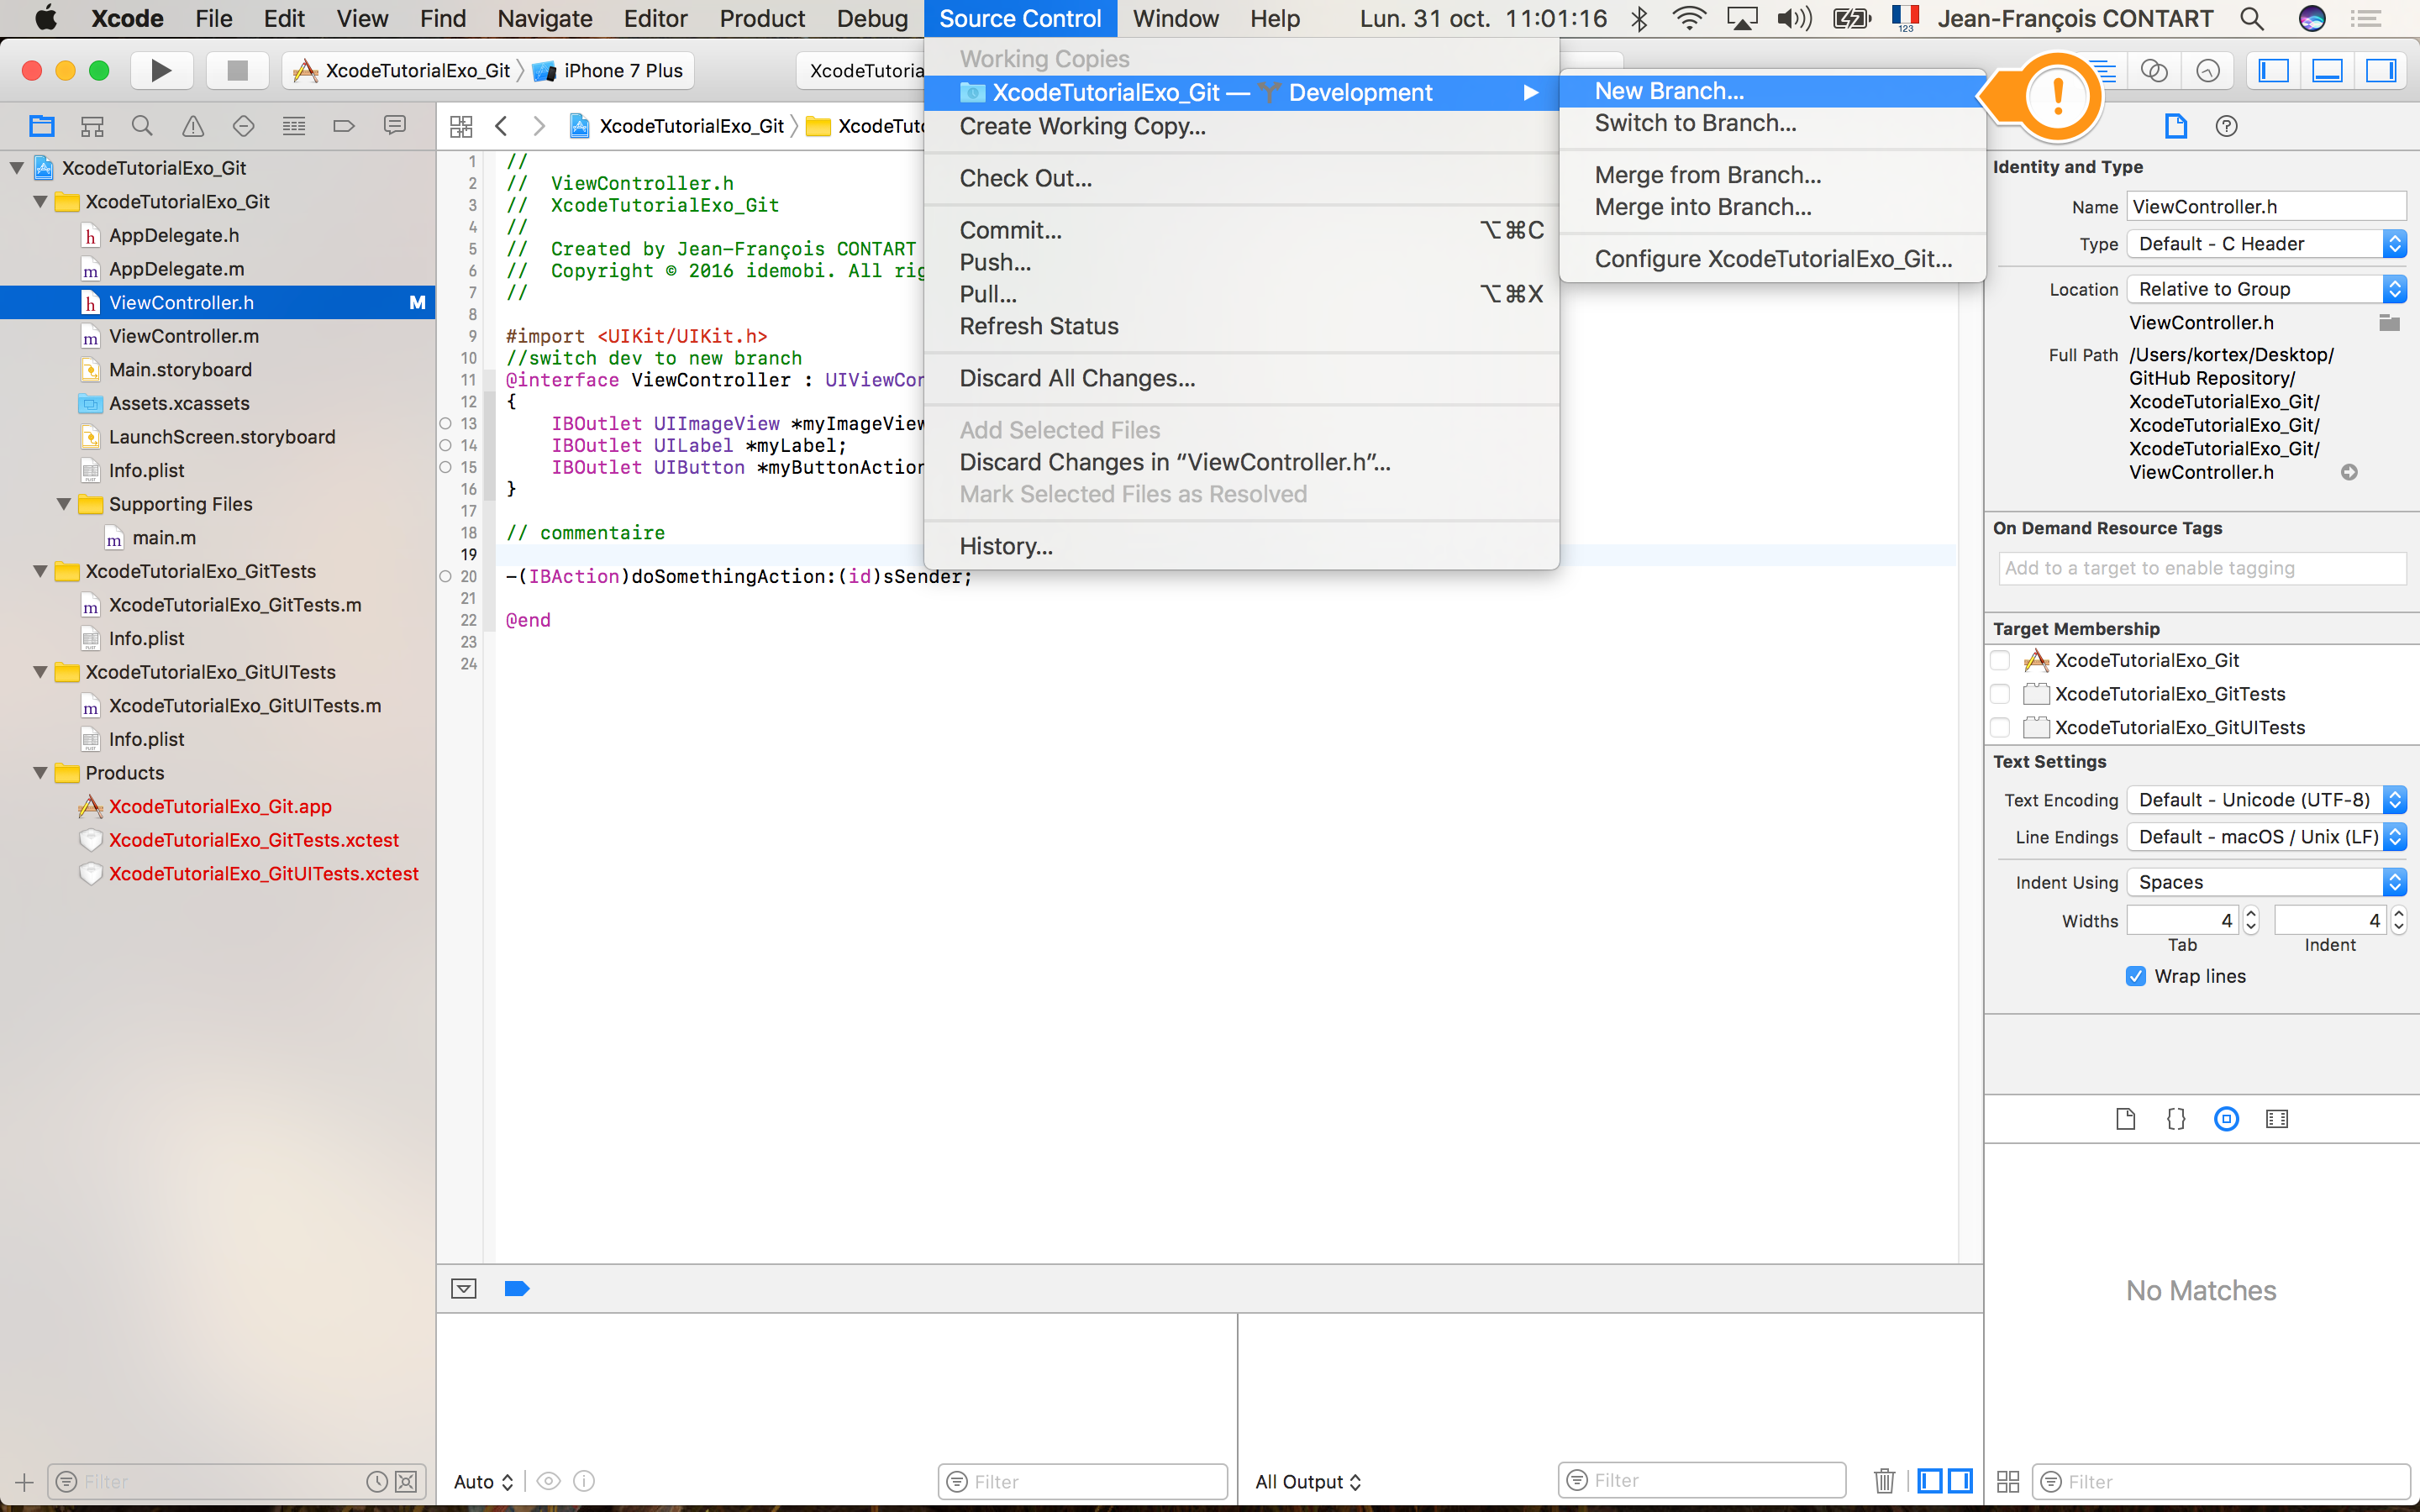 Xcode File Edit View Find Navigate Editor Product Debug Source Control Window Help Lun. 31 oct. 11:01:16 123 Jean-François CONTART
XcodeTutorialExo_Git iPhone 7 Plus
XcodeTutoria
XcodeTutorialExo_Git
XcodeTutorialExo_Git
AppDelegate.h
AppDelegate.m
ViewController.h M
ViewController.m
Main.storyboard
Assets.xcassets
LaunchScreen.storyboard
Info.plist
Supporting Files
main.m
XcodeTutorialExo_GitTests
XcodeTutorialExo_GitTests.m
Info.plist
XcodeTutorialExo_GitUITests
XcodeTutorialExo_GitUITests.m
Info.plist
Products
XcodeTutorialExo_Git.app
XcodeTutorialExo_GitTests.xctest
XcodeTutorialExo_GitUITests.xctest
Filter
XcodeTutorialExo_Git XcodeTuto
1 //
2 // ViewController.h
3 // XcodeTutorialExo_Git
4 //
5 // Created by Jean-François CONTART
6 // Copyright © 2016 idemobi. All rig
7 //
8
9 #import <UIKit/UIKit.h>
10 //switch dev to new branch
11 @interface ViewController : UIViewCon
12 {
13 IBOutlet UIImageView *myImageView
14 IBOutlet UILabel *myLabel;
15 IBOutlet UIButton *myButtonAction
16 }
17
18 // commentaire
19
20 -(IBAction)doSomethingAction:(id)sSender;
21
22 @end
23
24
Working Copies
XcodeTutorialExo_Git — Development
Create Working Copy...
Check Out...
Commit... ⌥⌘C
Push...
Pull... ⌥⌘X
Refresh Status
Discard All Changes...
Add Selected Files
Discard Changes in “ViewController.h”...
Mark Selected Files as Resolved
History...
New Branch...
Switch to Branch...
Merge from Branch...
Merge into Branch...
Configure XcodeTutorialExo_Git...
!
Identity and Type
Name ViewController.h
Type Default - C Header
Location Relative to Group
ViewController.h
Full Path /Users/kortex/Desktop/
GitHub Repository/
XcodeTutorialExo_Git/
XcodeTutorialExo_Git/
XcodeTutorialExo_Git/
ViewController.h
On Demand Resource Tags
Add to a target to enable tagging
Target Membership
XcodeTutorialExo_Git
XcodeTutorialExo_GitTests
XcodeTutorialExo_GitUITests
Text Settings
Text Encoding Default - Unicode (UTF-8)
Line Endings Default - macOS / Unix (LF)
Indent Using Spaces
Widths 4 4
Tab Indent
Wrap lines
No Matches
Auto Filter
All Output Filter
Filter